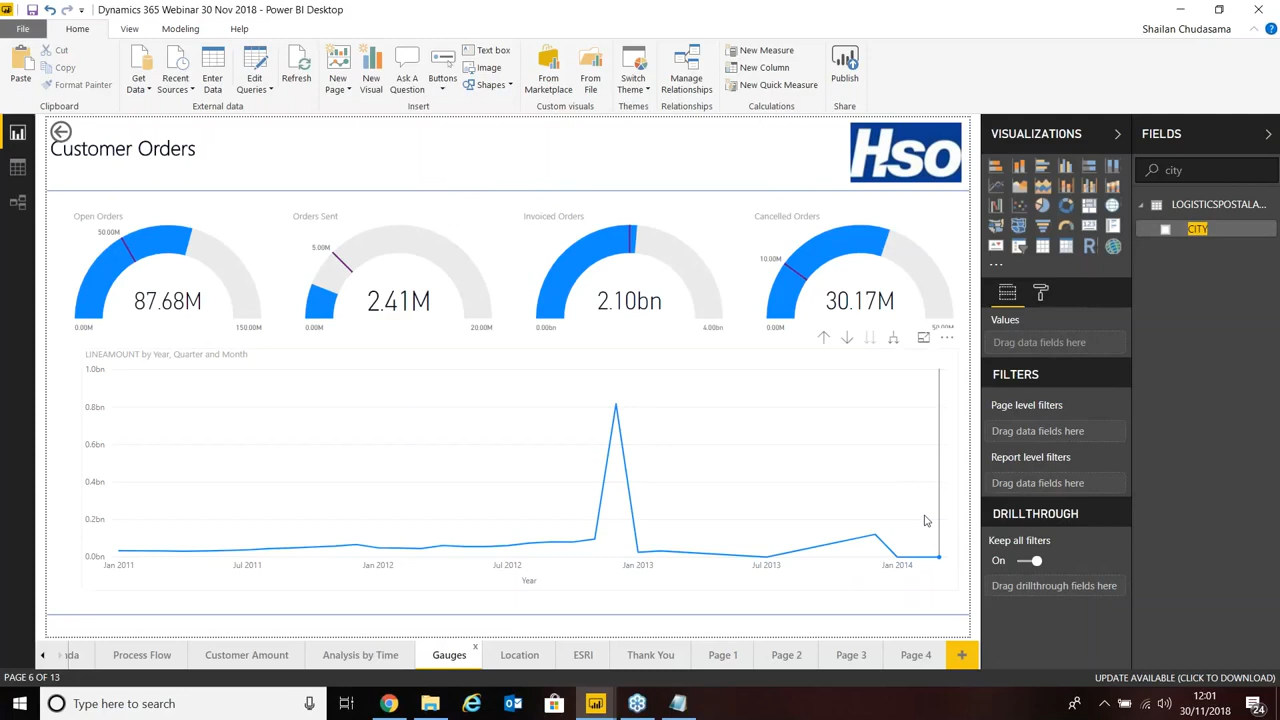 Dynamics 365 Webinar 30 Nov 2018 - Power BI Desktop
File
Home
View
Modeling
Help
Shailan Chudasama
Paste
Cut
Copy
Format Painter
Get Data
Recent Sources
Enter Data
Edit Queries
Refresh
New Page
New Visual
Ask A Question
Buttons
Text box
Image
Shapes
From Marketplace
From File
Switch Theme
Manage Relationships
New Measure
New Column
New Quick Measure
Publish
Clipboard
External data
Insert
Custom visuals
Themes
Relationships
Calculations
Share
Customer Orders
Hso
Open Orders
50.00M
87.68M
0.00M
150.00M
Orders Sent
5.00M
2.41M
0.00M
20.00M
Invoiced Orders
2.10bn
0.00bn
4.00bn
Cancelled Orders
10.00M
30.17M
0.00M
LINEAMOUNT by Year, Quarter and Month
1.0bn
0.8bn
0.6bn
0.4bn
0.2bn
0.0bn
Jan 2011
Jul 2011
Jan 2012
Jul 2012
Jan 2013
Jul 2013
Jan 2014
Year
VISUALIZATIONS
R
Values
Drag data fields here
FILTERS
Page level filters
Drag data fields here
Report level filters
Drag data fields here
DRILLTHROUGH
Keep all filters
On
Drag drillthrough fields here
FIELDS
city
LOGISTICSPOSTALA...
CITY
nda
Process Flow
Customer Amount
Analysis by Time
Gauges
x
Location
ESRI
Thank You
Page 1
Page 2
Page 3
Page 4
PAGE 6 OF 13
UPDATE AVAILABLE (CLICK TO DOWNLOAD)
Type here to search
12:01
30/11/2018
24